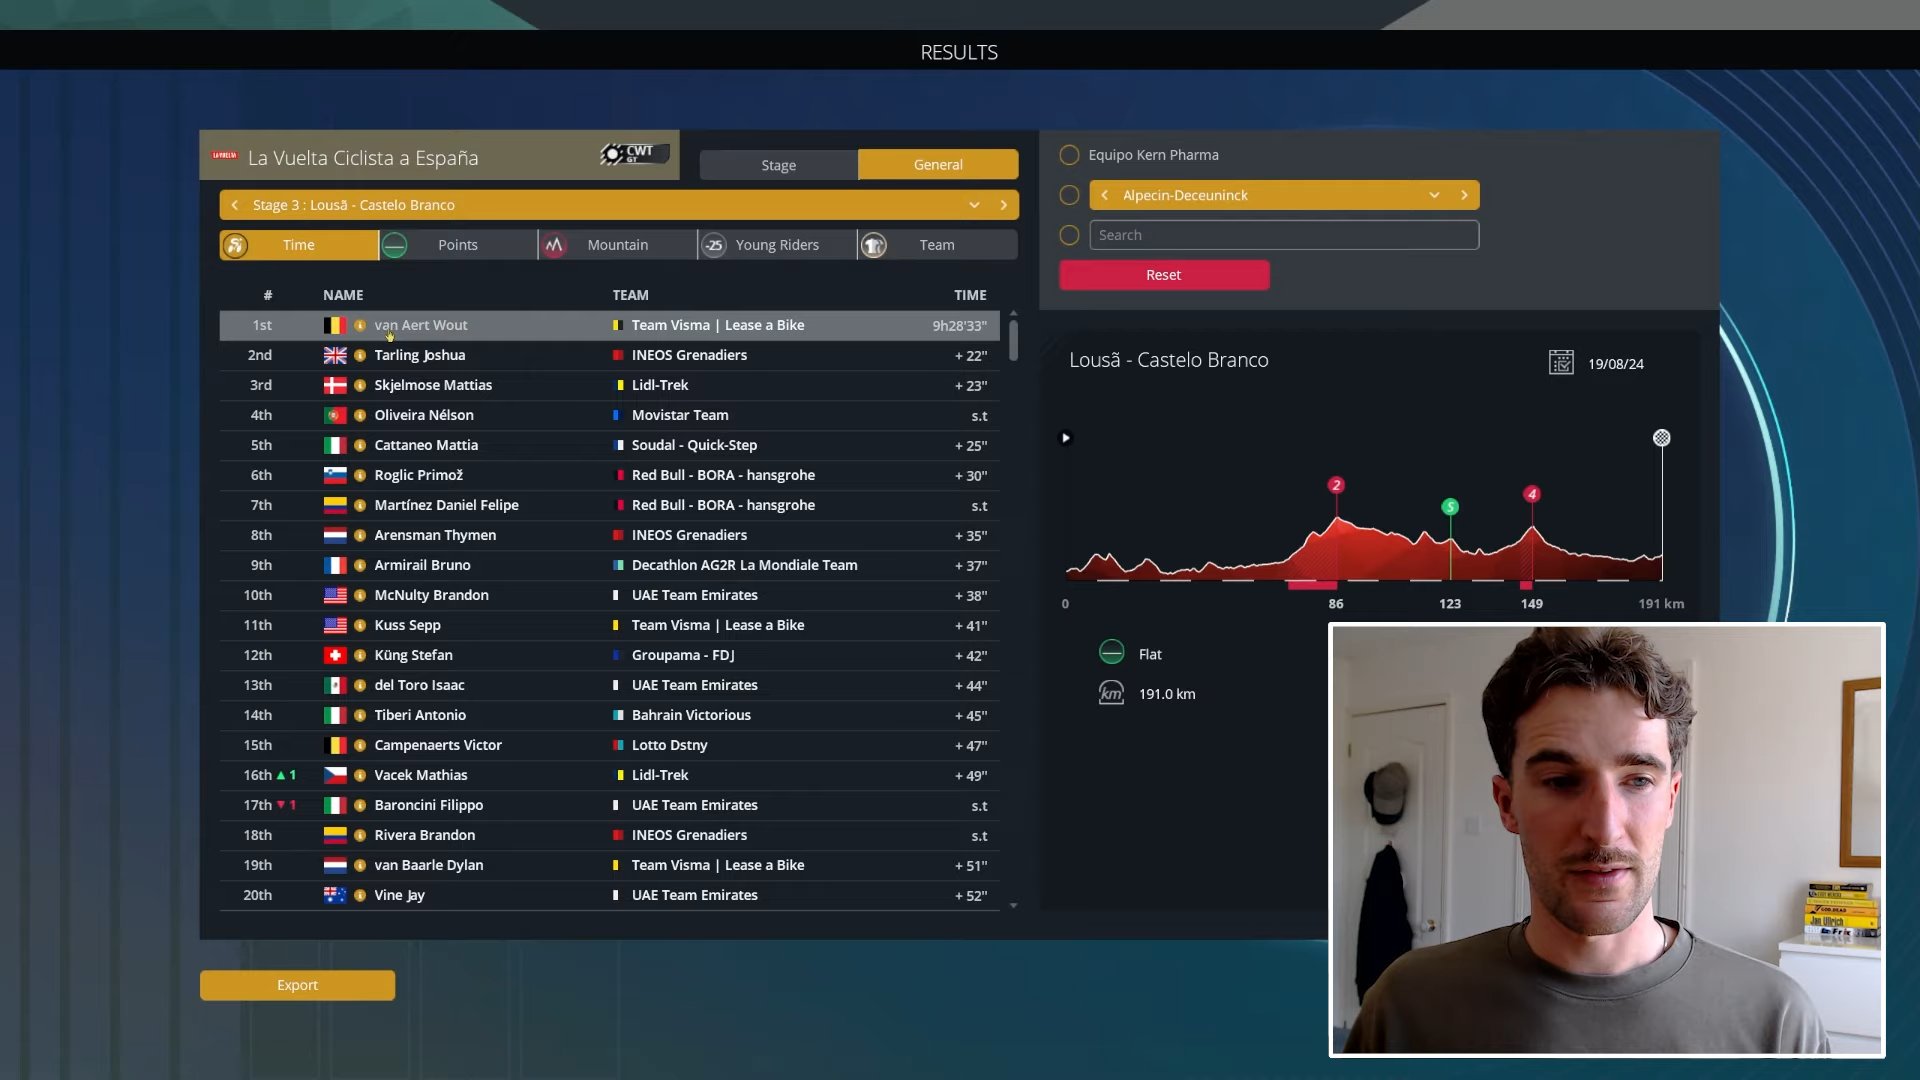 RESULTS
LA VUELTA La Vuelta Ciclista a España CWT GT
Stage General
Stage 3 : Lousã - Castelo Branco
Time Points Mountain -25 Young Riders Team
# NAME TEAM TIME
1st van Aert Wout Team Visma | Lease a Bike 9h28'33"
2nd Tarling Joshua INEOS Grenadiers + 22"
3rd Skjelmose Mattias Lidl-Trek + 23"
4th Oliveira Nélson Movistar Team s.t
5th Cattaneo Mattia Soudal - Quick-Step + 25"
6th Roglic Primož Red Bull - BORA - hansgrohe + 30"
7th Martínez Daniel Felipe Red Bull - BORA - hansgrohe s.t
8th Arensman Thymen INEOS Grenadiers + 35"
9th Armirail Bruno Decathlon AG2R La Mondiale Team + 37"
10th McNulty Brandon UAE Team Emirates + 38"
11th Kuss Sepp Team Visma | Lease a Bike + 41"
12th Küng Stefan Groupama - FDJ + 42"
13th del Toro Isaac UAE Team Emirates + 44"
14th Tiberi Antonio Bahrain Victorious + 45"
15th Campenaerts Victor Lotto Dstny + 47"
16th 1 Vacek Mathias Lidl-Trek + 49"
17th 1 Baroncini Filippo UAE Team Emirates s.t
18th Rivera Brandon INEOS Grenadiers s.t
19th van Baarle Dylan Team Visma | Lease a Bike + 51"
20th Vine Jay UAE Team Emirates + 52"
Export
Equipo Kern Pharma
Alpecin-Deceuninck
Search
Reset
Lousã - Castelo Branco 19/08/24
2 S 4
0 86 123 149 191 km
Flat
km 191.0 km
Jan Ullrich